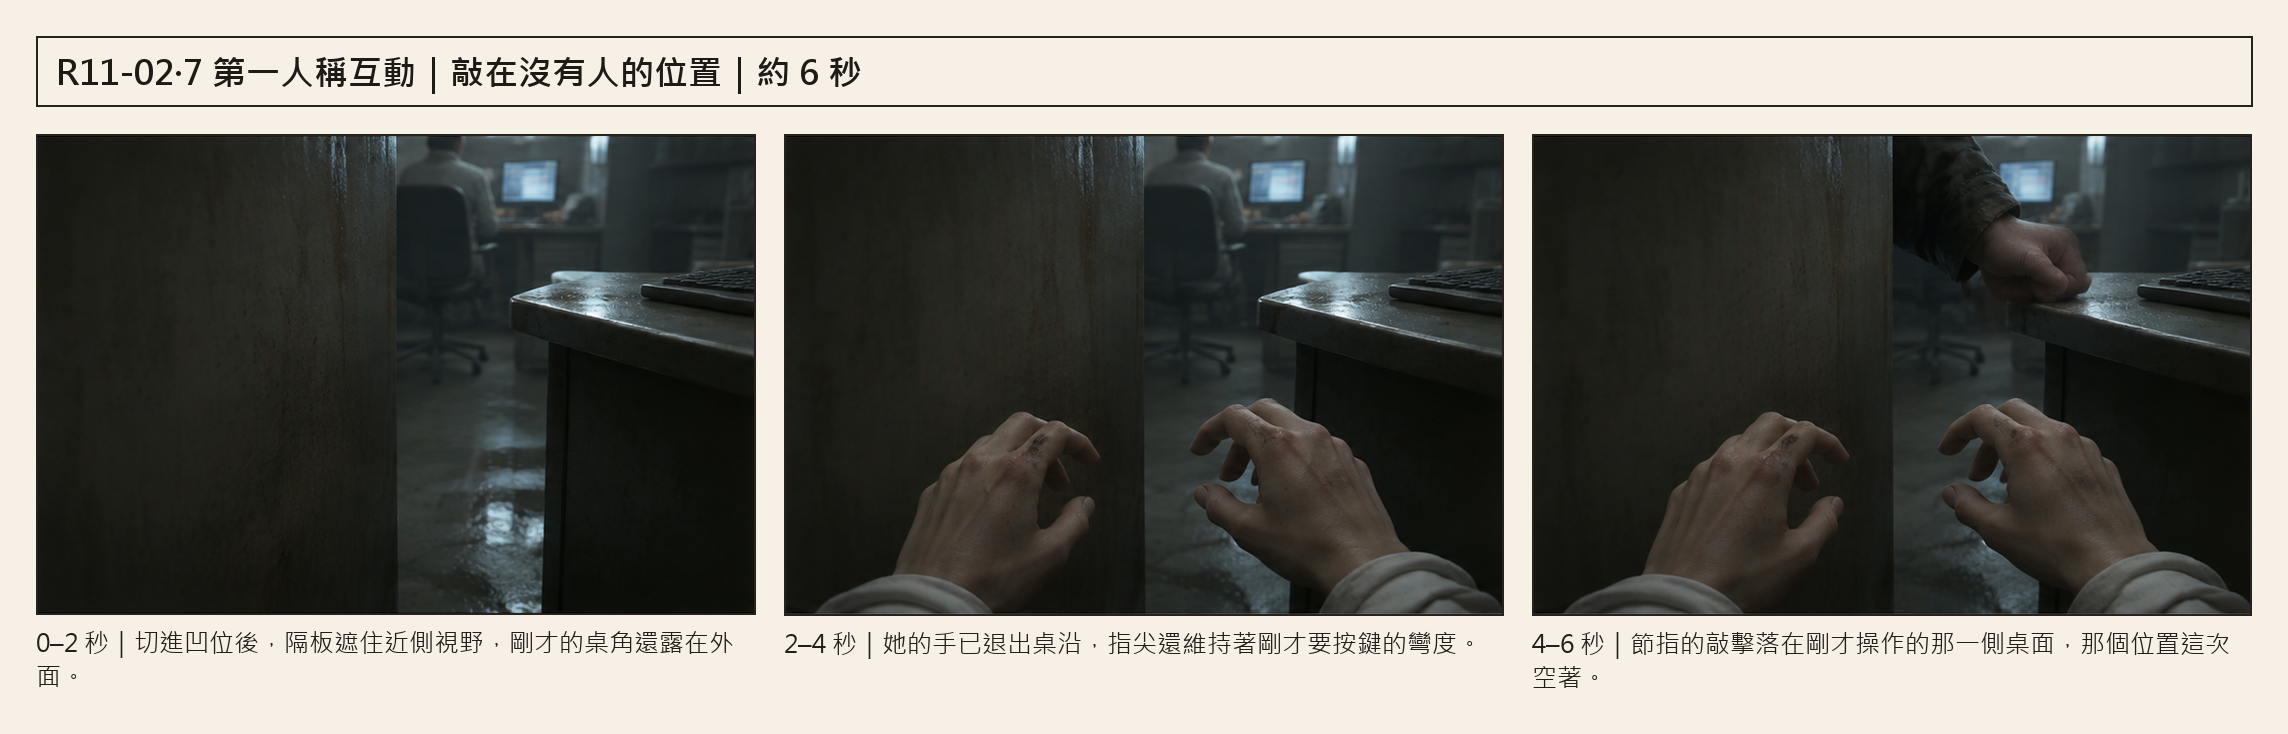 R11-02·7 第一人稱互動｜敲在沒有人的位置｜約 6 秒
0–2 秒｜切進凹位後，隔板遮住近側視野，剛才的桌角還露在外
面。
2–4 秒｜她的手已退出桌沿，指尖還維持著剛才要按鍵的彎度。
4–6 秒｜節指的敲擊落在剛才操作的那一側桌面，那個位置這次
空著。